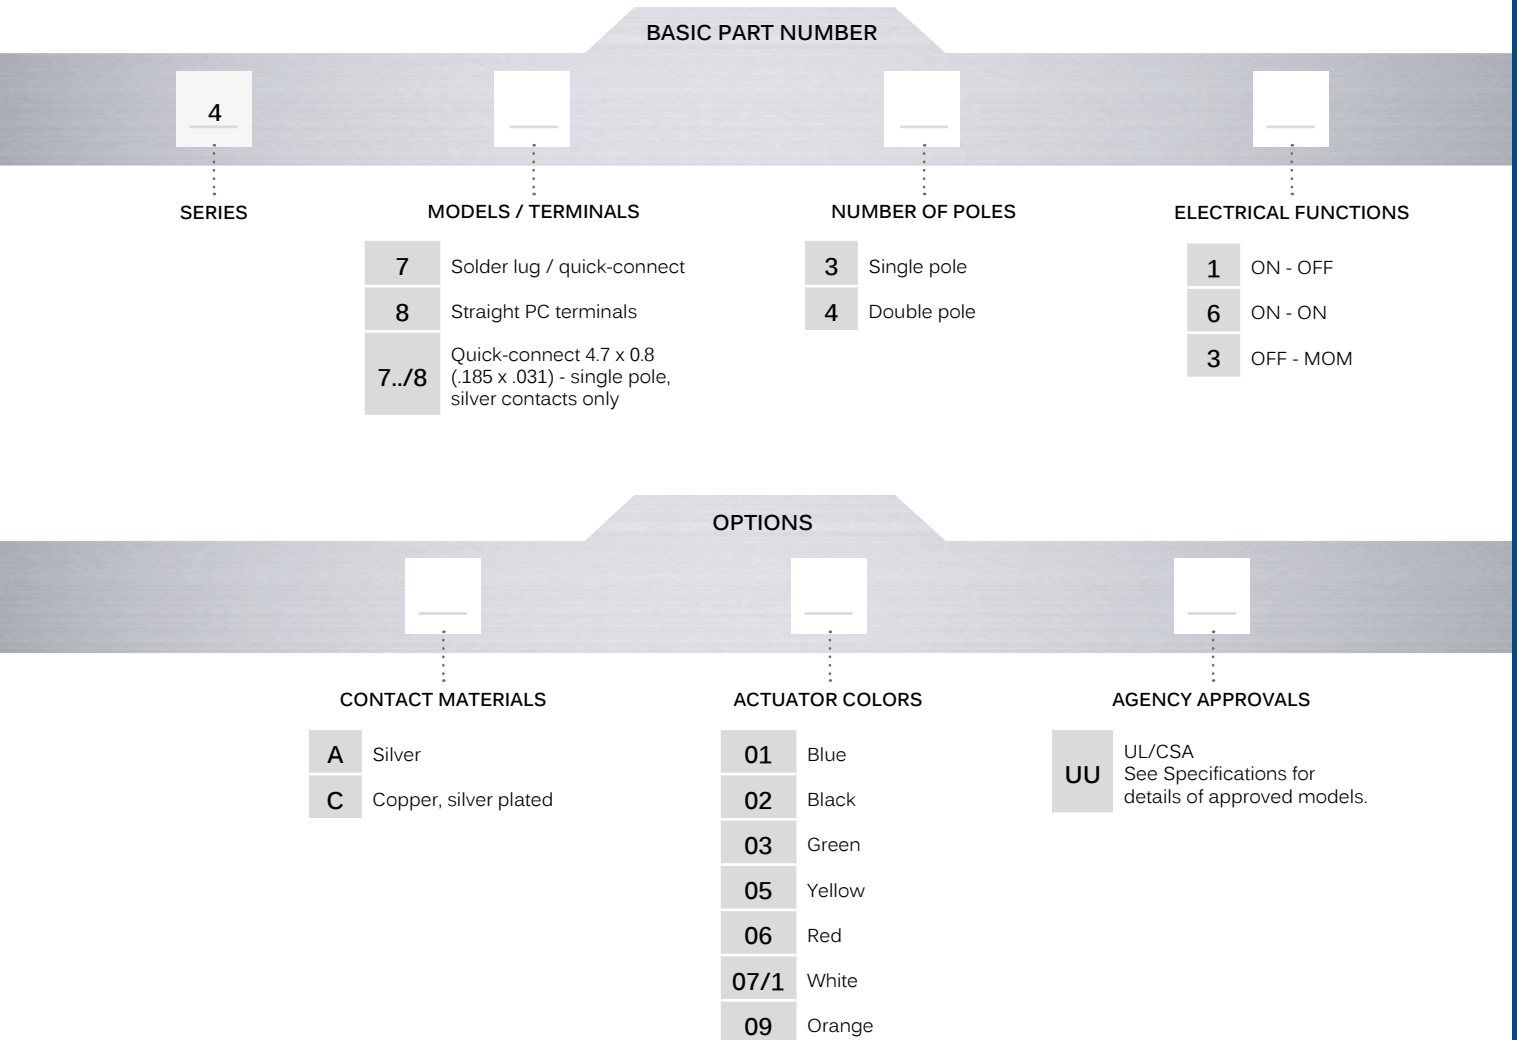 BASIC PART NUMBER
4
SERIES
MODELS / TERMINALS
7 Solder lug / quick-connect
8 Straight PC terminals
7../8 Quick-connect 4.7 x 0.8
(.185 x .031) - single pole,
silver contacts only
NUMBER OF POLES
3 Single pole
4 Double pole
ELECTRICAL FUNCTIONS
1 ON - OFF
6 ON - ON
3 OFF - MOM
OPTIONS
CONTACT MATERIALS
A Silver
C Copper, silver plated
ACTUATOR COLORS
01 Blue
02 Black
03 Green
05 Yellow
06 Red
07/1 White
09 Orange
AGENCY APPROVALS
UU UL/CSA
See Specifications for
details of approved models.